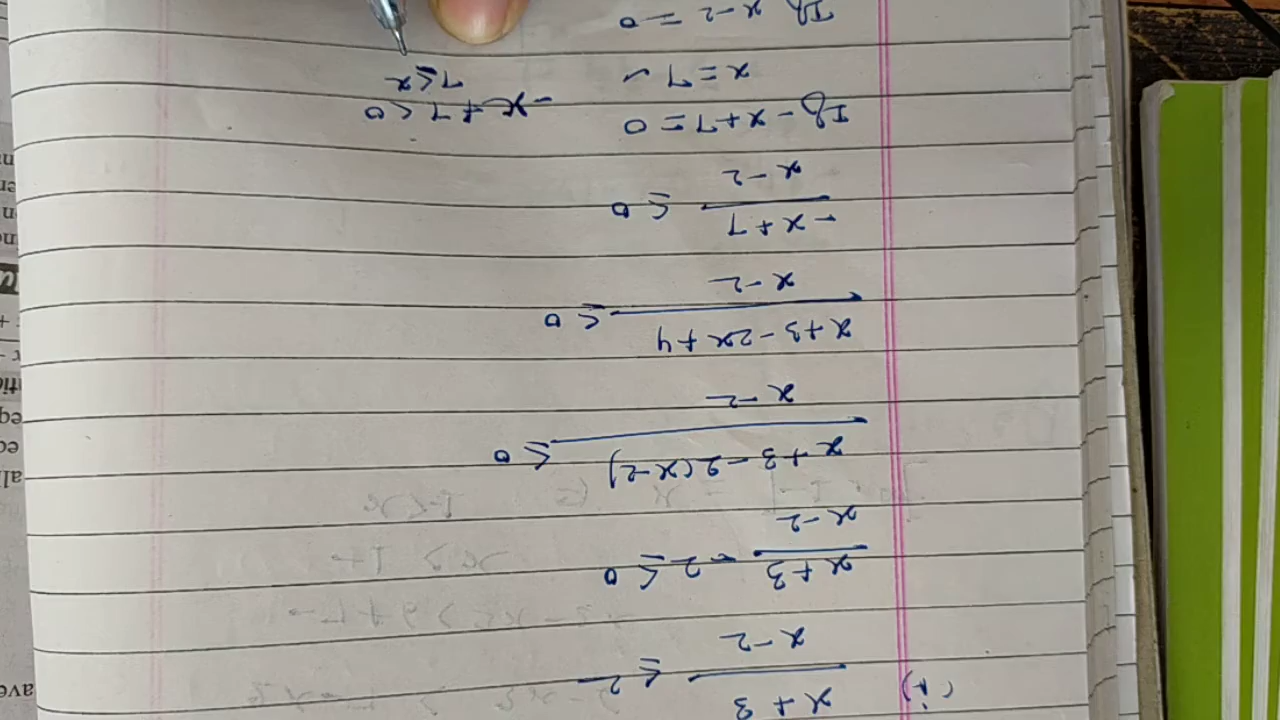 (i) (x+3)/(x-2) ≤ 2
(x+3)/(x-2) - 2 ≤ 0
(x+3-2(x-2))/(x-2) ≤ 0
(x+3-2x+4)/(x-2) ≤ 0
(-x+7)/(x-2) ≤ 0
If -x+7=0 -x+7≤0
x=7 ✓ 7≤x
If x-2=0